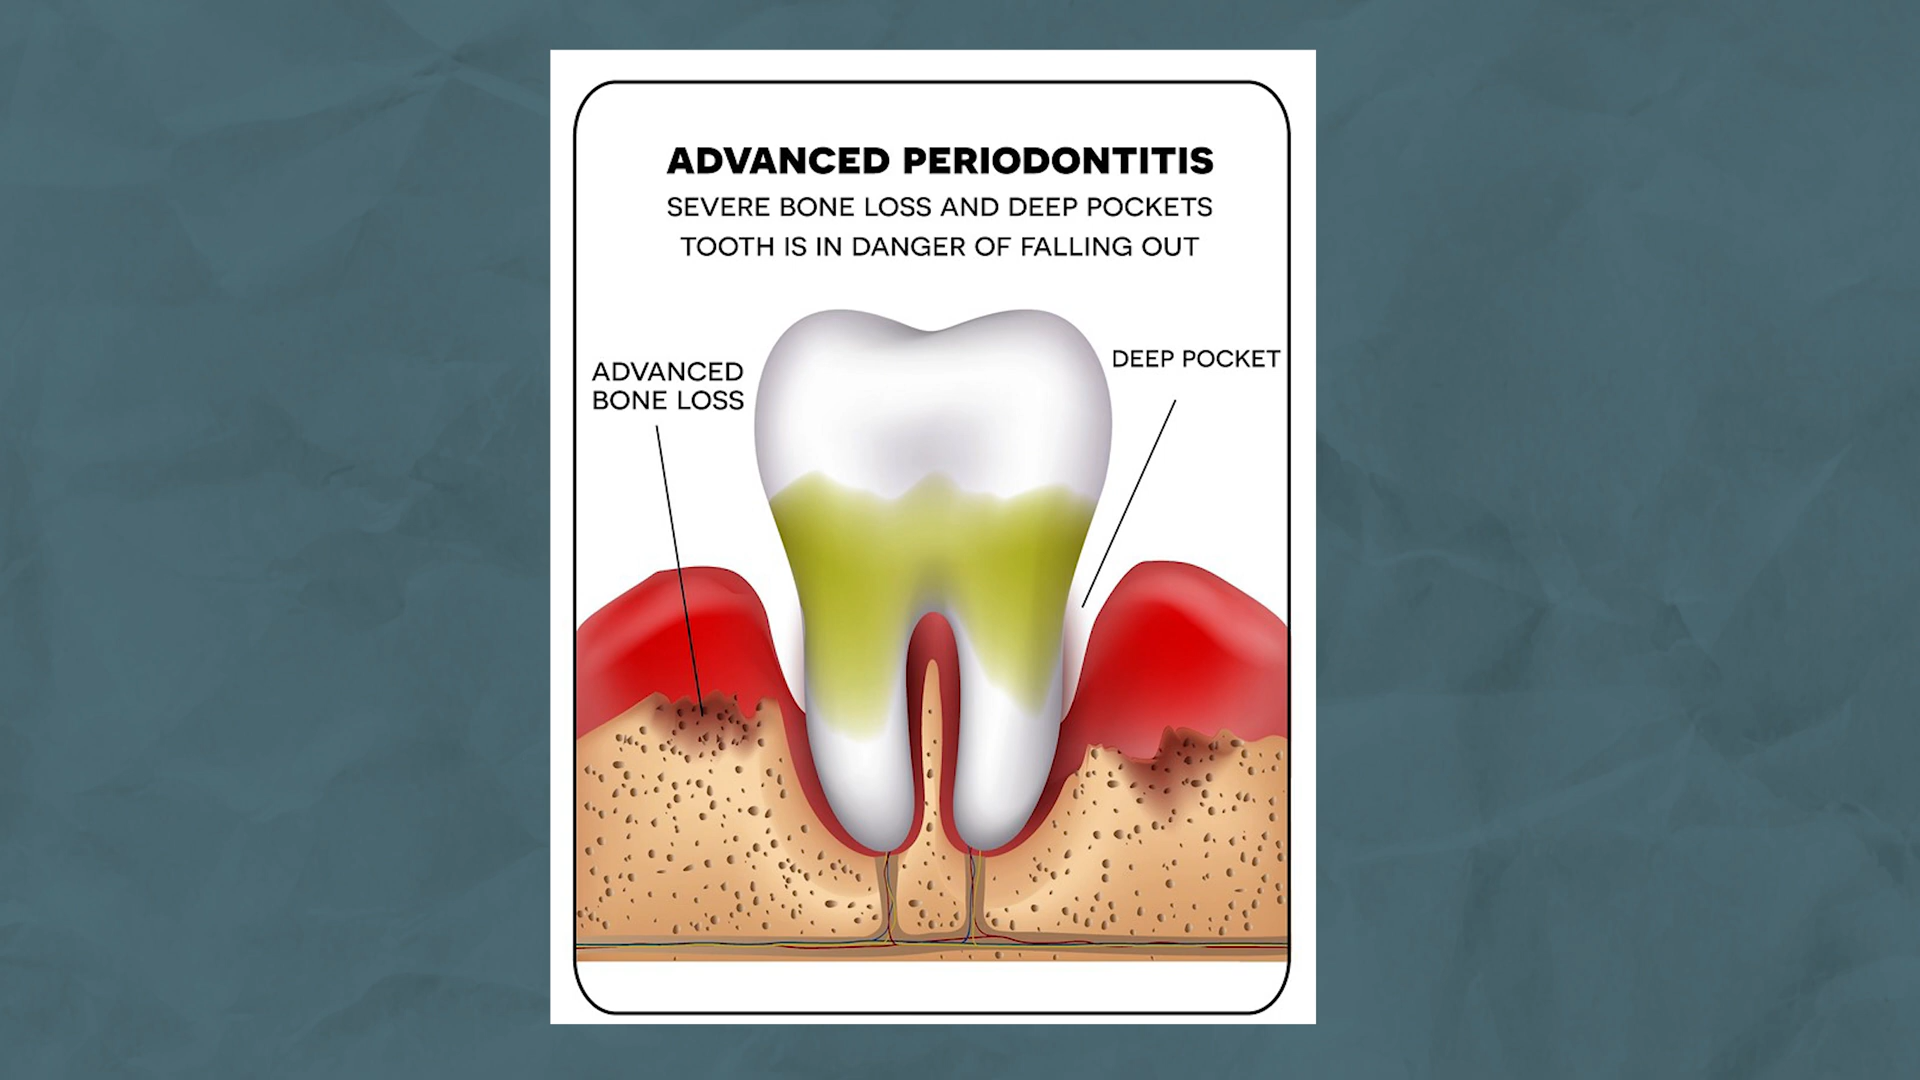 ADVANCED PERIODONTITIS
SEVERE BONE LOSS AND DEEP POCKETS
TOOTH IS IN DANGER OF FALLING OUT
ADVANCED
BONE LOSS
DEEP POCKET